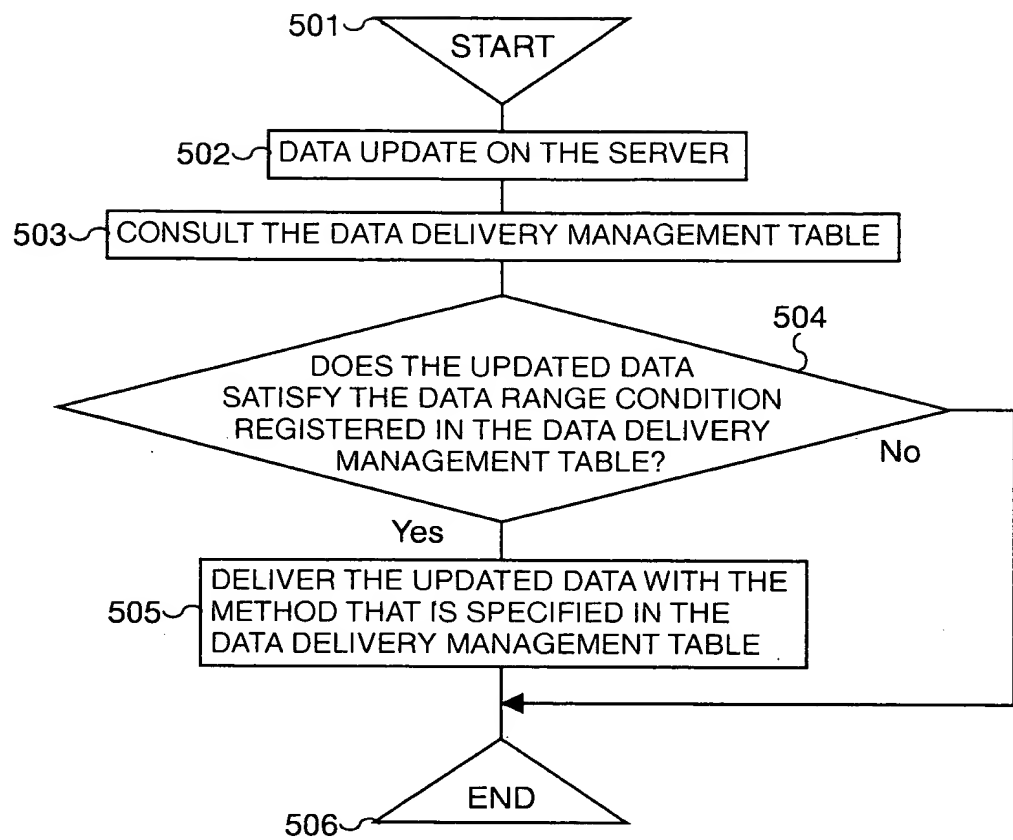 501
START
502
DATA UPDATE ON THE SERVER
503
CONSULT THE DATA DELIVERY MANAGEMENT TABLE
504
DOES THE UPDATED DATA
SATISFY THE DATA RANGE CONDITION
REGISTERED IN THE DATA DELIVERY
MANAGEMENT TABLE?
No
Yes
505
DELIVER THE UPDATED DATA WITH THE
METHOD THAT IS SPECIFIED IN THE
DATA DELIVERY MANAGEMENT TABLE
END
506